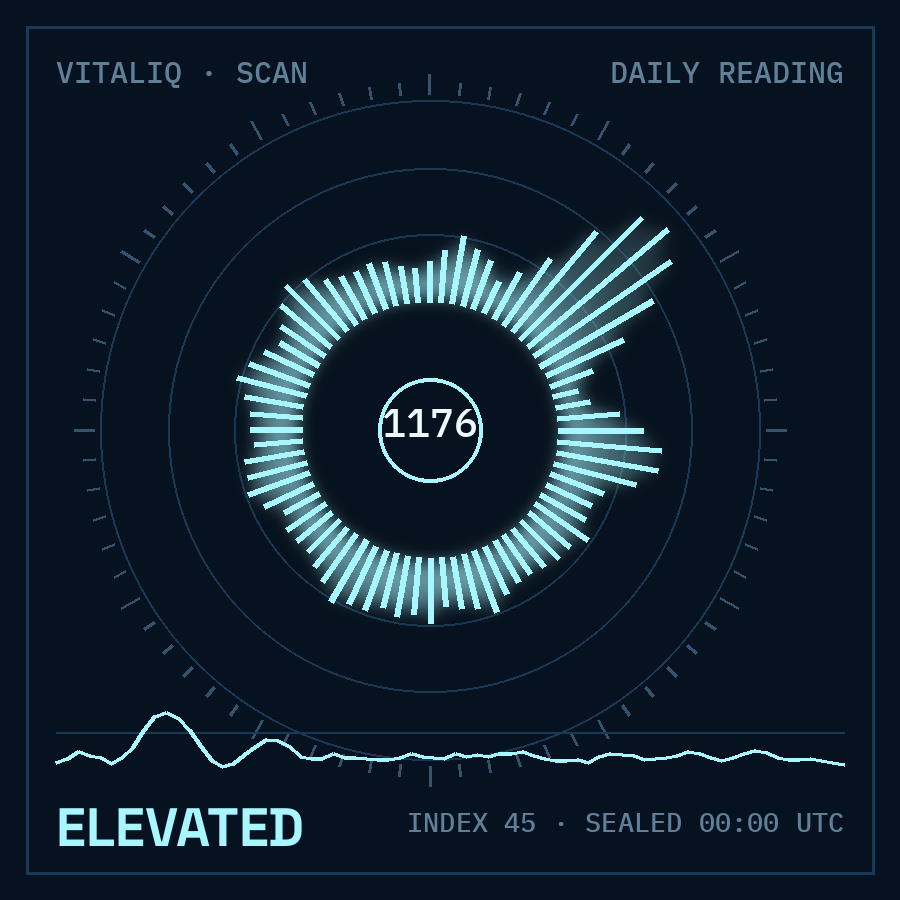 VITALIQ · SCAN
DAILY READING
1176
ELEVATED
INDEX 45 · SEALED 00:00 UTC